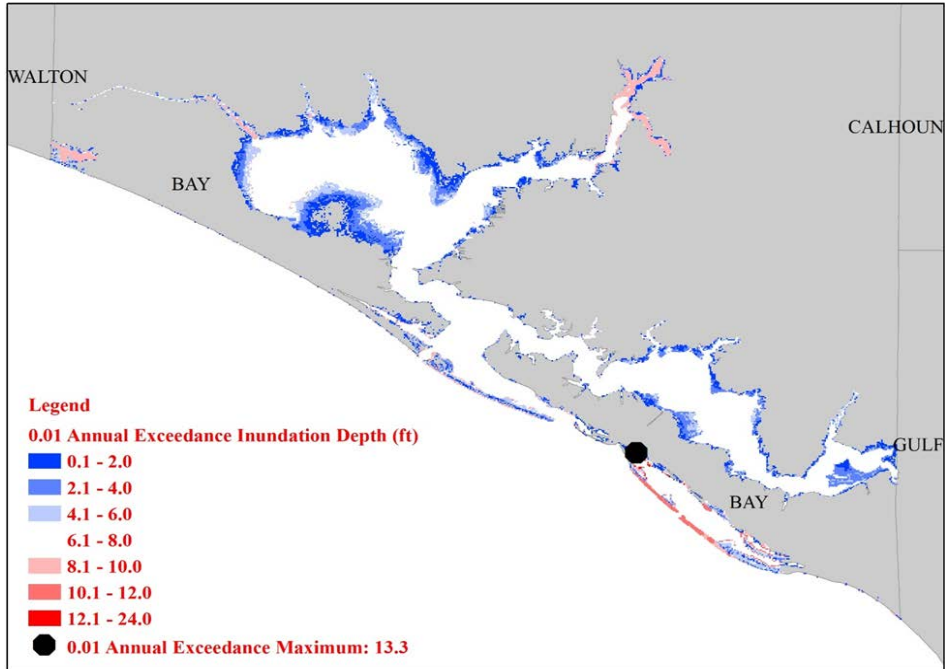 WALTON
CALHOUN
BAY
GULF
BAY
Legend
0.01 Annual Exceedance Inundation Depth (ft)
0.1 - 2.0
2.1 - 4.0
4.1 - 6.0
6.1 - 8.0
8.1 - 10.0
10.1 - 12.0
12.1 - 24.0
0.01 Annual Exceedance Maximum: 13.3